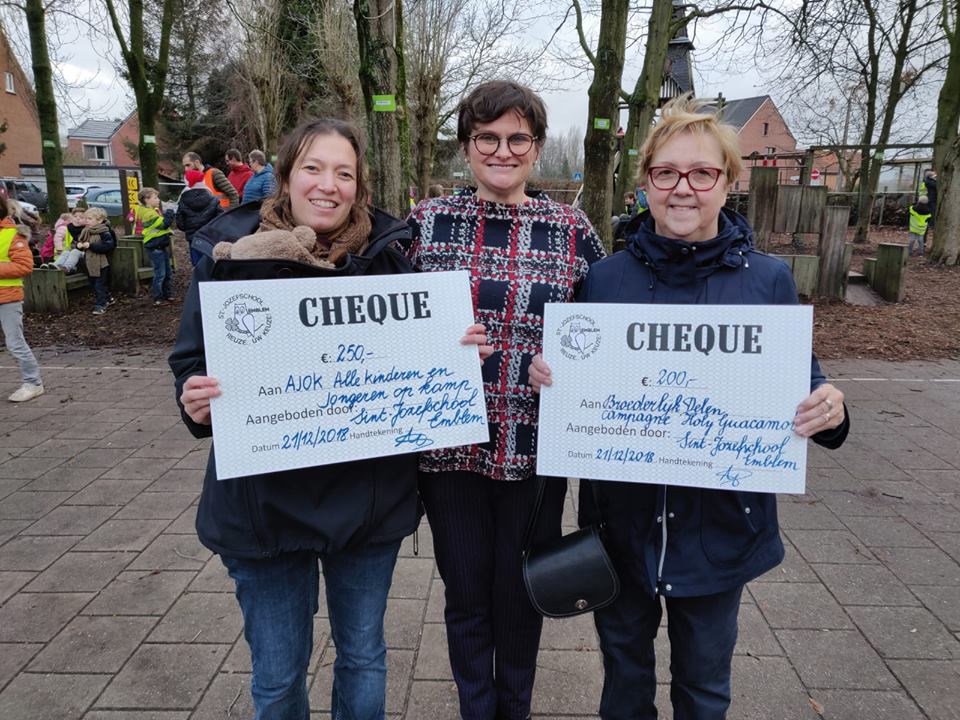 ST-JOZEFSCHOOL
EMBLEM
REUZE UW KEUZE
CHEQUE
€: 250,-
Aan AJOK Alle kinderen en
jongeren op kamp
Aangeboden door: Sint-Jozefschool
Emblem
Datum 21/12/2018 Handtekening
ST-JOZEFSCHOOL
EMBLEM
REUZE UW KEUZE
CHEQUE
€: 200,-
Aan Broederlijk Delen
campagne Holy Guacamo
Aangeboden door: Sint-Jozefschool
Emblem
Datum 21/12/2018 Handtekening